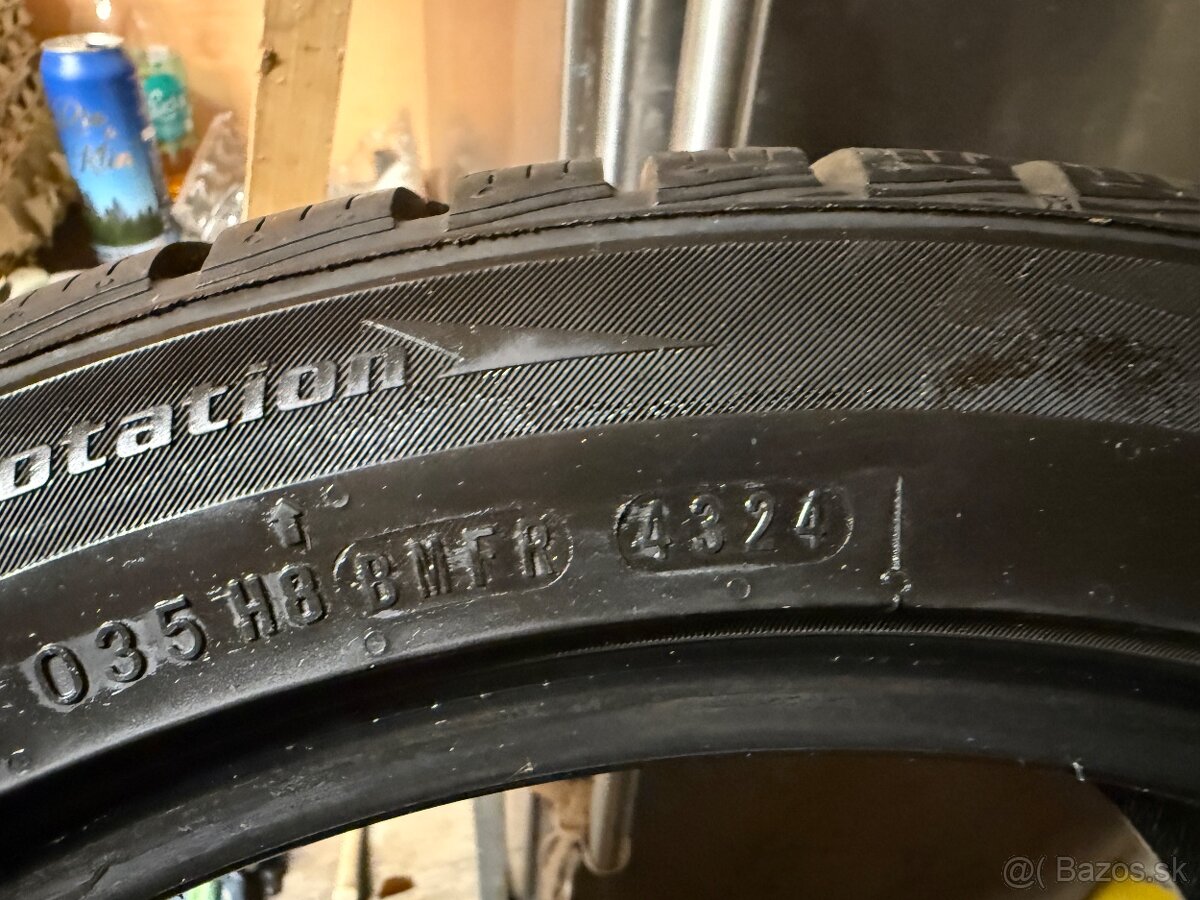 otation
035 H8 BMFR 4324
@( Bazos.sk